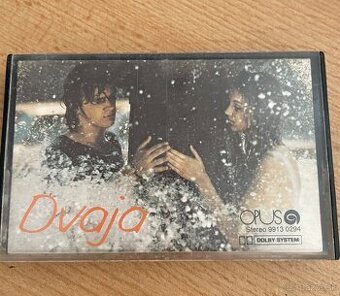 Dvaja
OPUS
Stereo 9913 0294
DOLBY SYSTEM